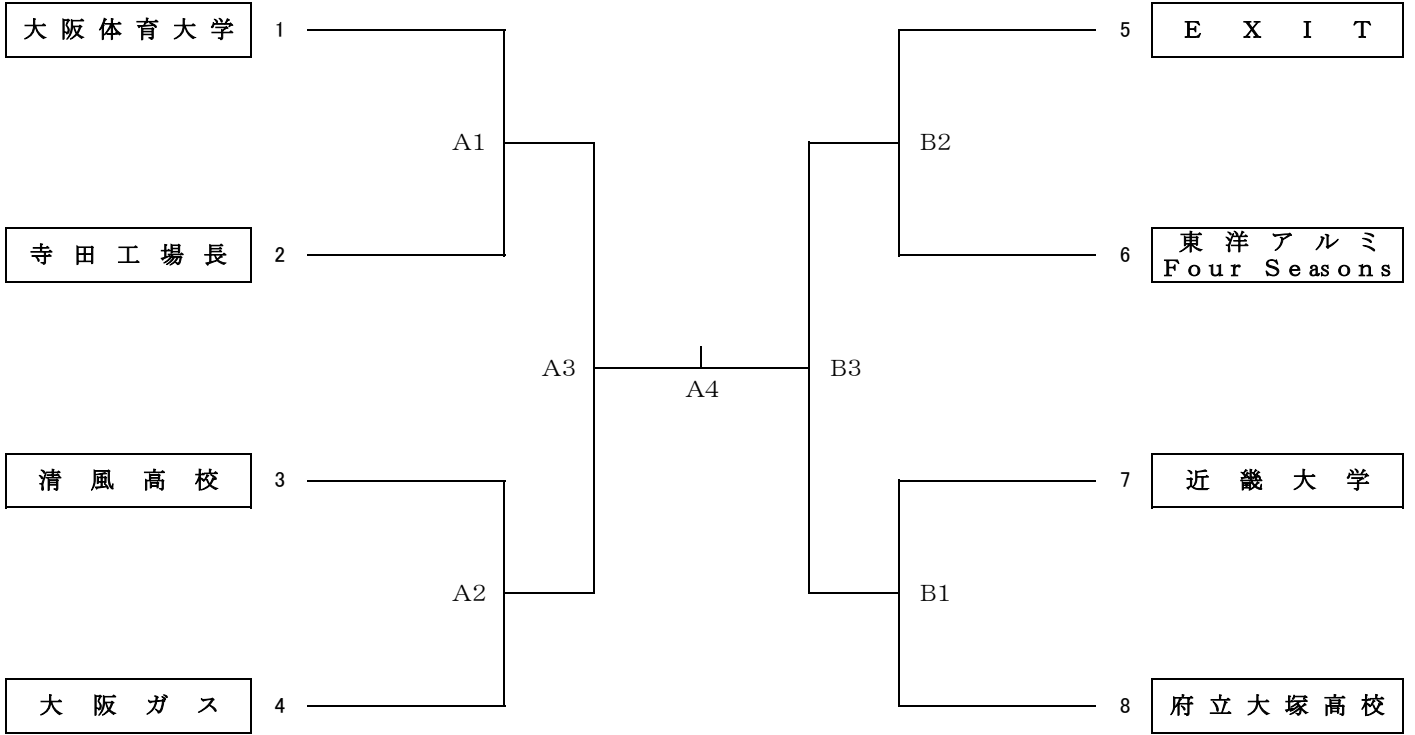 大阪体育大学 1
5 EXIT
A1
B2
寺田工場長 2
6 東洋アルミ
Four Seasons
A3
B3
A4
清風高校 3
7 近畿大学
A2
B1
大阪ガス 4
8 府立大塚高校